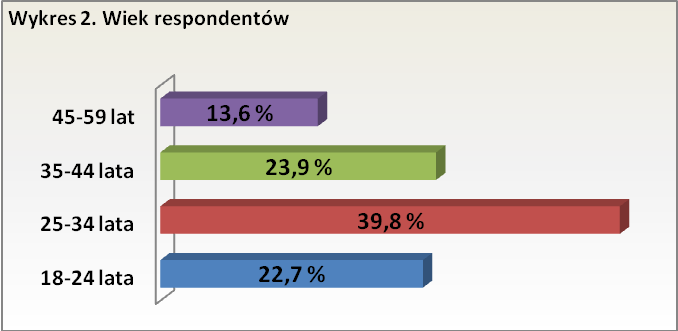 Wykres 2. Wiek respondentów
45-59 lat 13,6 %
35-44 lata 23,9 %
25-34 lata 39,8 %
18-24 lata 22,7 %